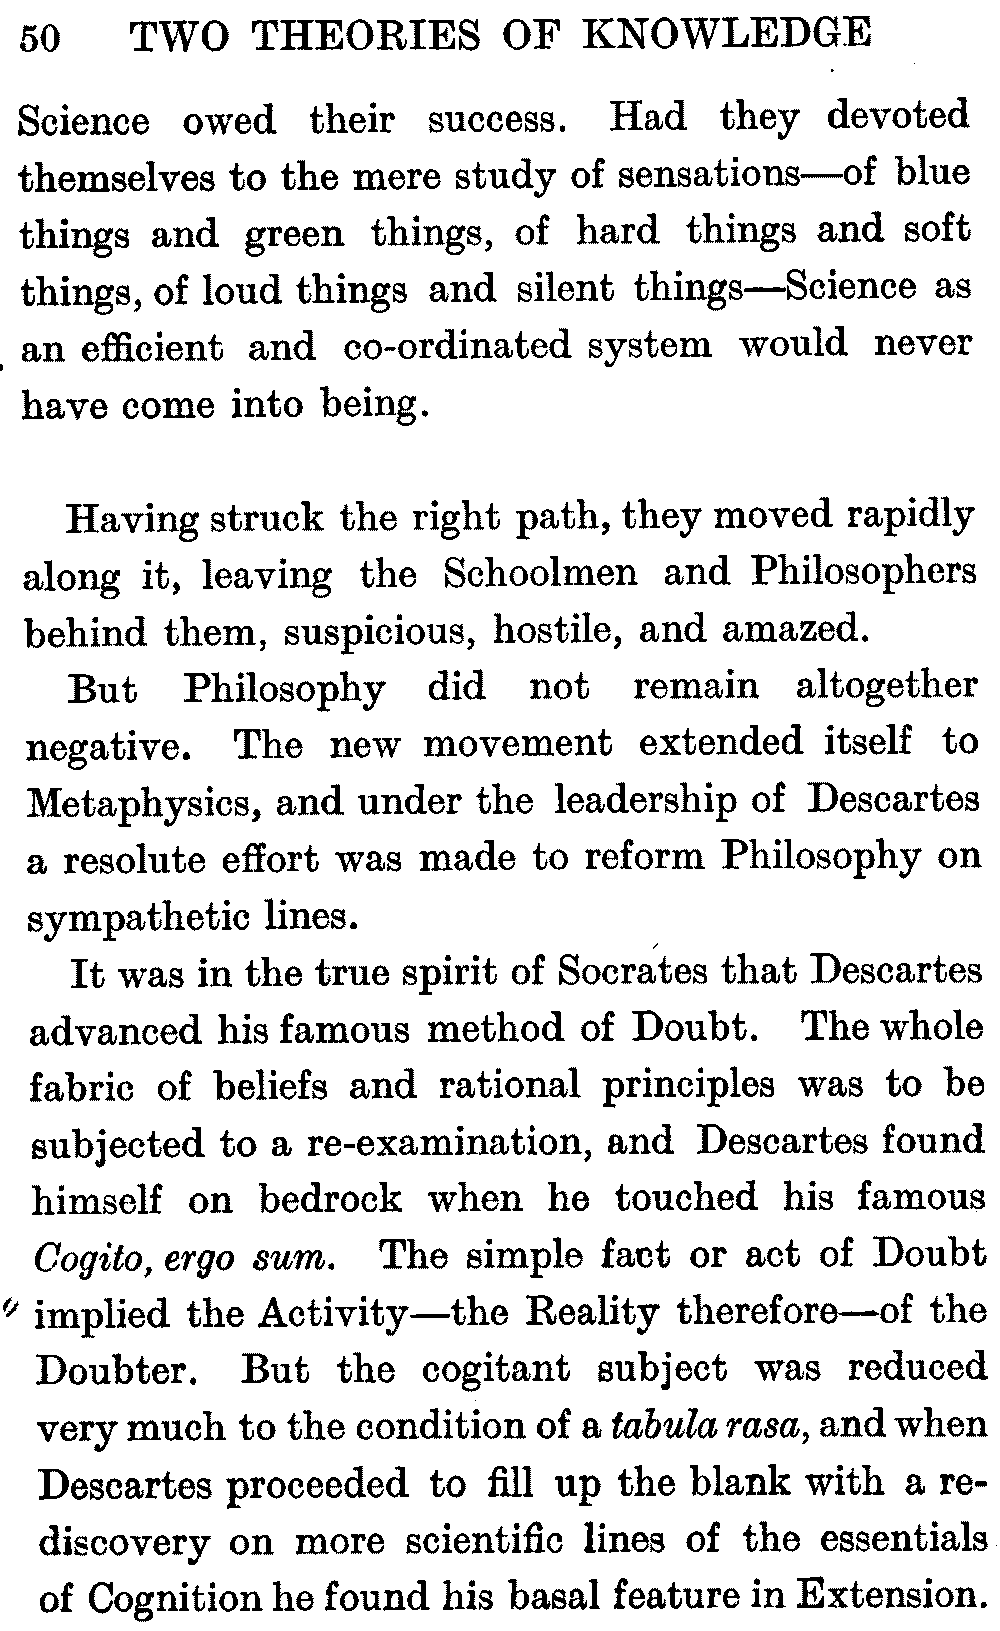 50 TWO THEORIES OF KNOWLEDGE
Science owed their success. Had they devoted
themselves to the mere study of sensations—of blue
things and green things, of hard things and soft
things, of loud things and silent things—Science as
an efficient and co-ordinated system would never
have come into being.
Having struck the right path, they moved rapidly
along it, leaving the Schoolmen and Philosophers
behind them, suspicious, hostile, and amazed.
But Philosophy did not remain altogether
negative. The new movement extended itself to
Metaphysics, and under the leadership of Descartes
a resolute effort was made to reform Philosophy on
sympathetic lines.
It was in the true spirit of Socrates that Descartes
advanced his famous method of Doubt. The whole
fabric of beliefs and rational principles was to be
subjected to a re-examination, and Descartes found
himself on bedrock when he touched his famous
Cogito, ergo sum. The simple fact or act of Doubt
implied the Activity—the Reality therefore—of the
Doubter. But the cogitant subject was reduced
very much to the condition of a tabula rasa, and when
Descartes proceeded to fill up the blank with a re-
discovery on more scientific lines of the essentials
of Cognition he found his basal feature in Extension.